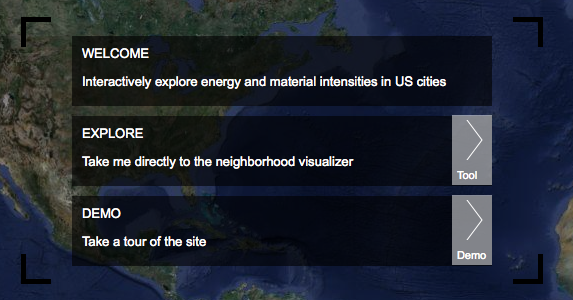 WELCOME
Interactively explore energy and material intensities in US cities
EXPLORE
Take me directly to the neighborhood visualizer
Tool
DEMO
Take a tour of the site
Demo